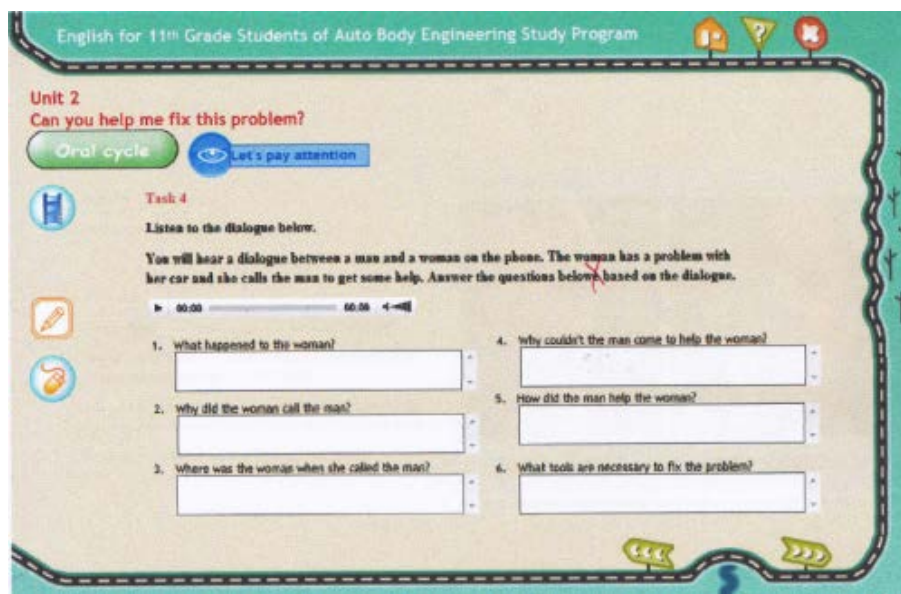 English for 11th Grade Students of Auto Body Engineering Study Program
?
Unit 2
Can you help me fix this problem?
Oral cycle
Let's pay attention
Task 4
Listen to the dialogue below.
You will hear a dialogue between a man and a woman on the phone. The woman has a problem with
her car and she calls the man to get some help. Answer the questions belowe based on the dialogue.
00:00
1. What happened to the woman?
2. Why did the woman call the man?
3. Where was the woman when she called the man?
4. Why couldn't the man come to help the woman?
5. How did the man help the woman?
6. What tools are necessary to fix the problem?